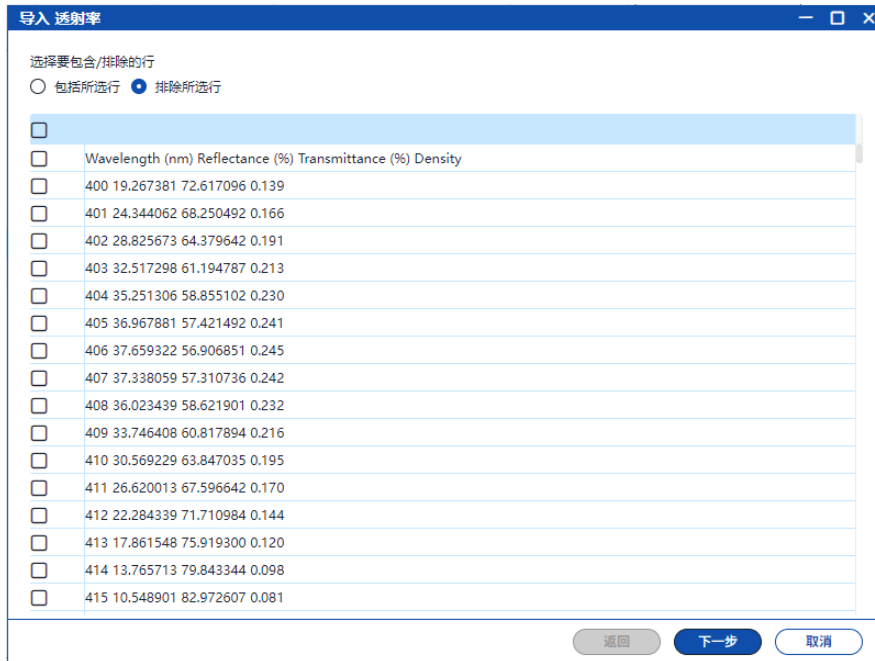 导入 透射率
选择要包含/排除的行
包括所选行 排除所选行
Wavelength (nm) Reflectance (%) Transmittance (%) Density
400 19.267381 72.617096 0.139
401 24.344062 68.250492 0.166
402 28.825673 64.379642 0.191
403 32.517298 61.194787 0.213
404 35.251306 58.855102 0.230
405 36.967881 57.421492 0.241
406 37.659322 56.906851 0.245
407 37.338059 57.310736 0.242
408 36.023439 58.621901 0.232
409 33.746408 60.817894 0.216
410 30.569229 63.847035 0.195
411 26.620013 67.596642 0.170
412 22.284339 71.710984 0.144
413 17.861548 75.919300 0.120
414 13.765713 79.843344 0.098
415 10.548901 82.972607 0.081
返回 下一步 取消